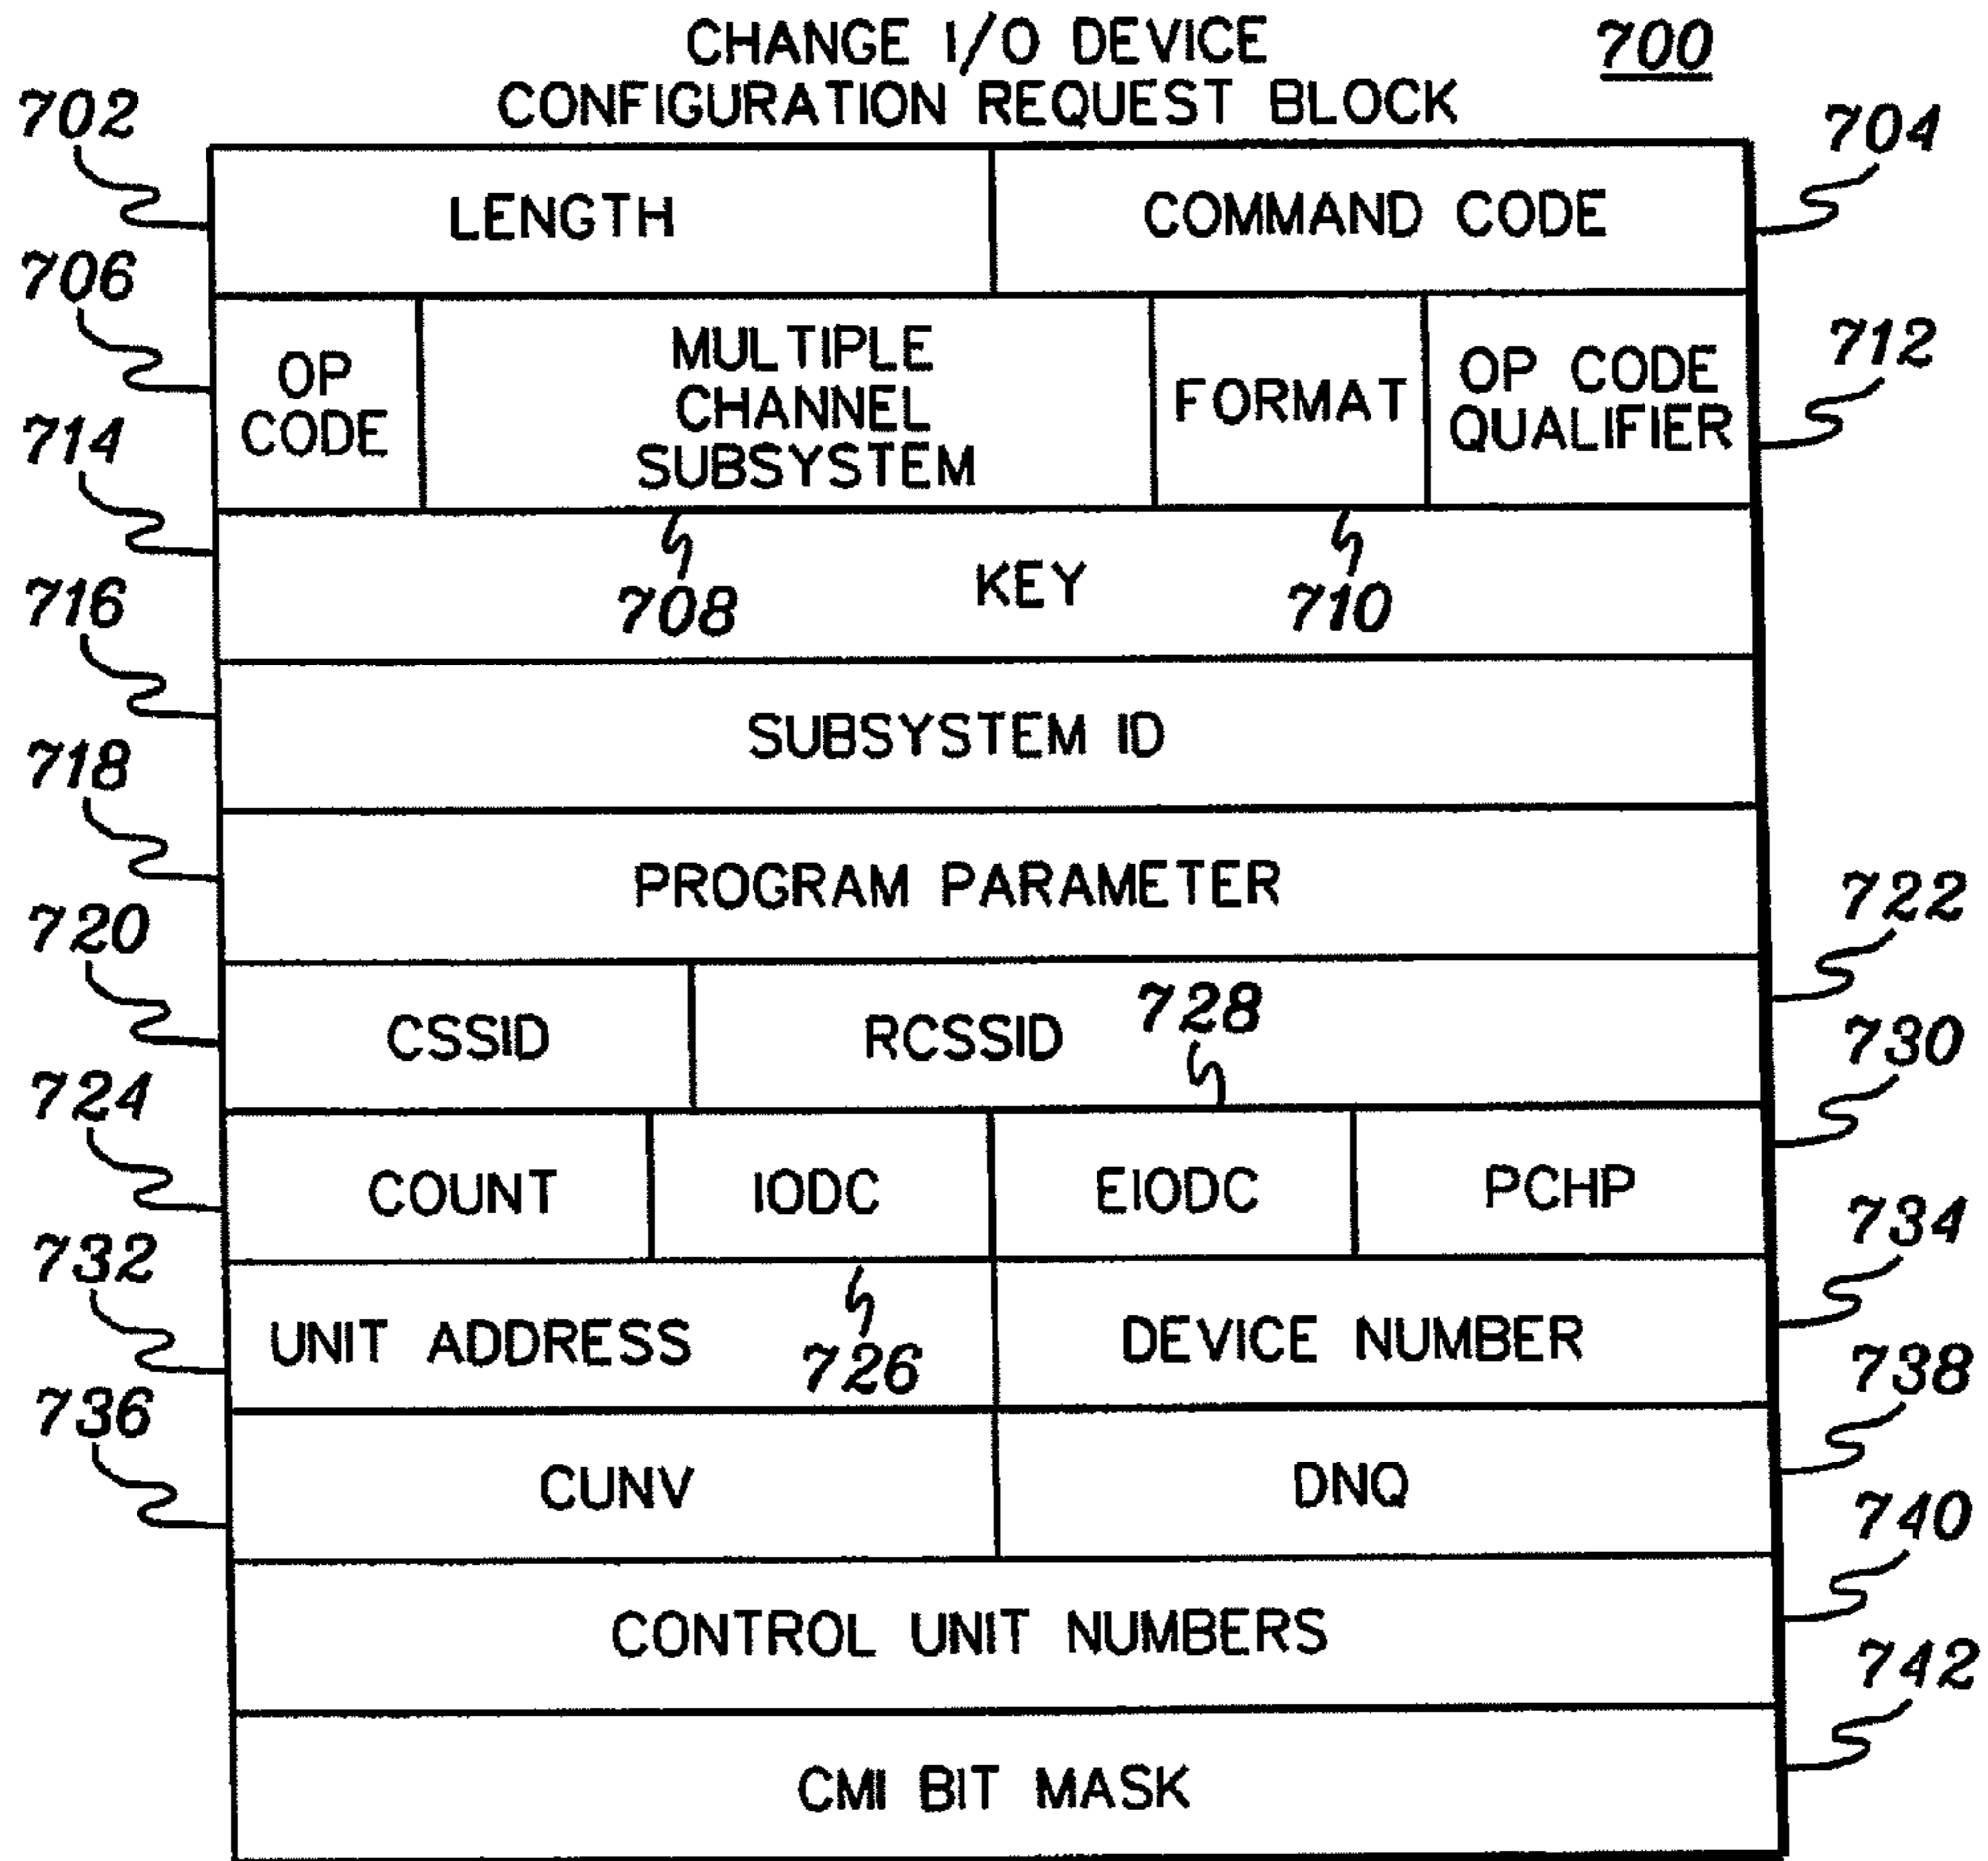 CHANGE I/O DEVICE
CONFIGURATION REQUEST BLOCK
700
702
LENGTH
COMMAND CODE
704
706
OP
CODE
MULTIPLE
CHANNEL
SUBSYSTEM
FORMAT
OP CODE
QUALIFIER
712
714
KEY
708
710
716
SUBSYSTEM ID
718
PROGRAM PARAMETER
720
CSSID
RCSSID
728
722
724
COUNT
IODC
EIODC
PCHP
730
732
UNIT ADDRESS
726
DEVICE NUMBER
734
736
CUNV
DNQ
738
CONTROL UNIT NUMBERS
740
CMI BIT MASK
742